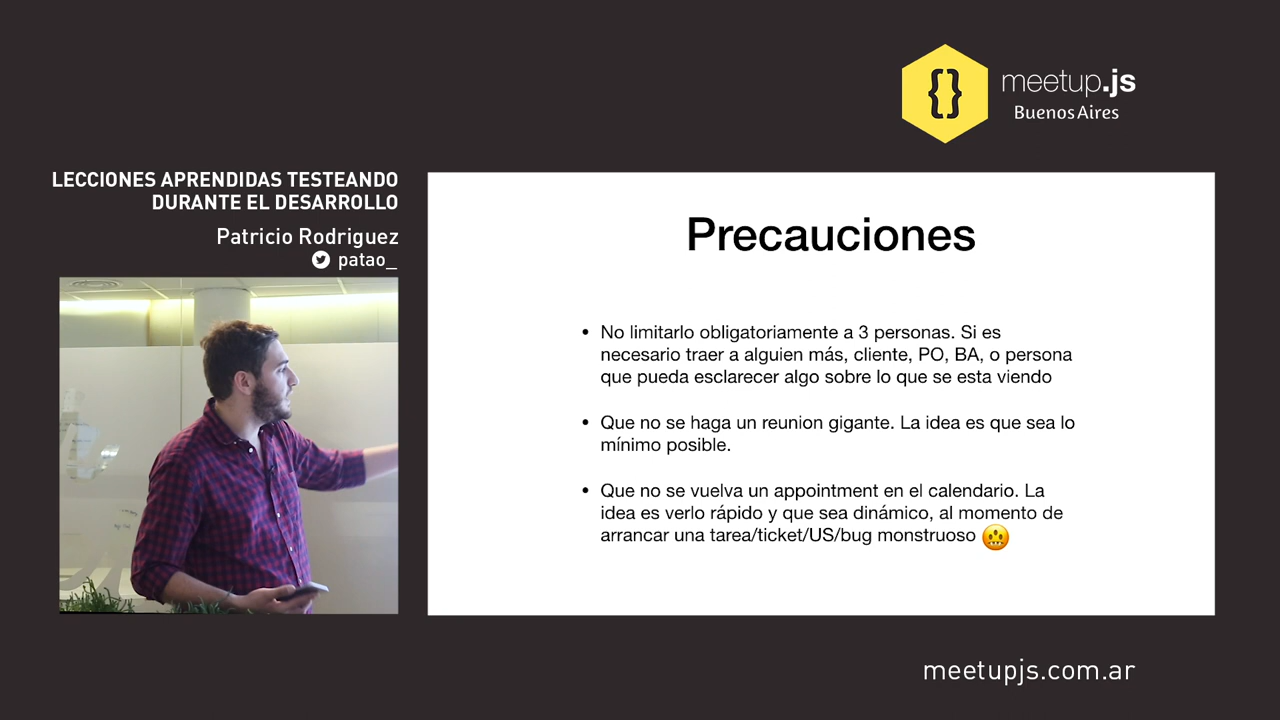 {}
meetup.js
Buenos Aires
LECCIONES APRENDIDAS TESTEANDO
DURANTE EL DESARROLLO
Patricio Rodriguez
patao_
Precauciones
• No limitarlo obligatoriamente a 3 personas. Si es
necesario traer a alguien más, cliente, PO, BA, o persona
que pueda esclarecer algo sobre lo que se esta viendo
• Que no se haga un reunion gigante. La idea es que sea lo
mínimo posible.
• Que no se vuelva un appointment en el calendario. La
idea es verlo rápido y que sea dinámico, al momento de
arrancar una tarea/ticket/US/bug monstruoso
meetupjs.com.ar